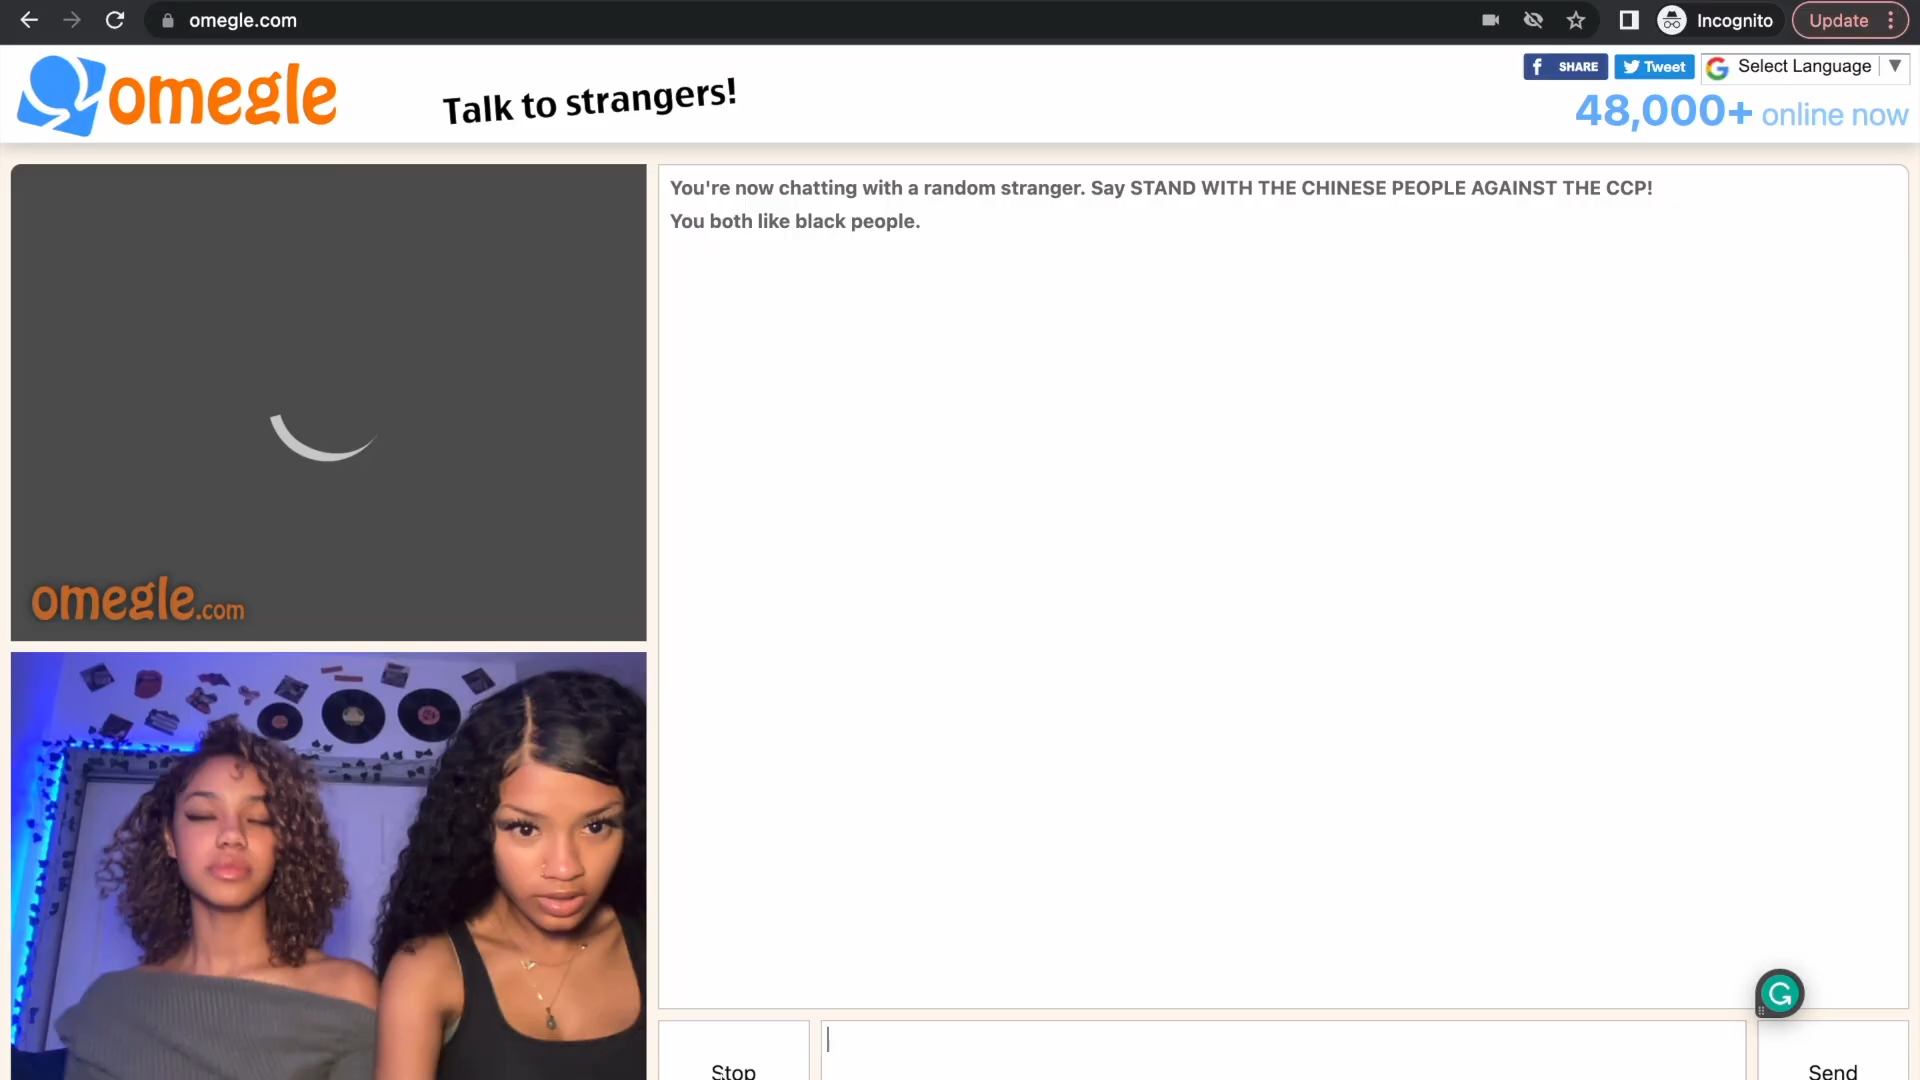 omegle.com
Incognito
Update
omegle
Talk to strangers!
SHARE
Tweet
Select Language
48,000+ online now
You're now chatting with a random stranger. Say STAND WITH THE CHINESE PEOPLE AGAINST THE CCP!
You both like black people.
omegle.com
Stop
Send